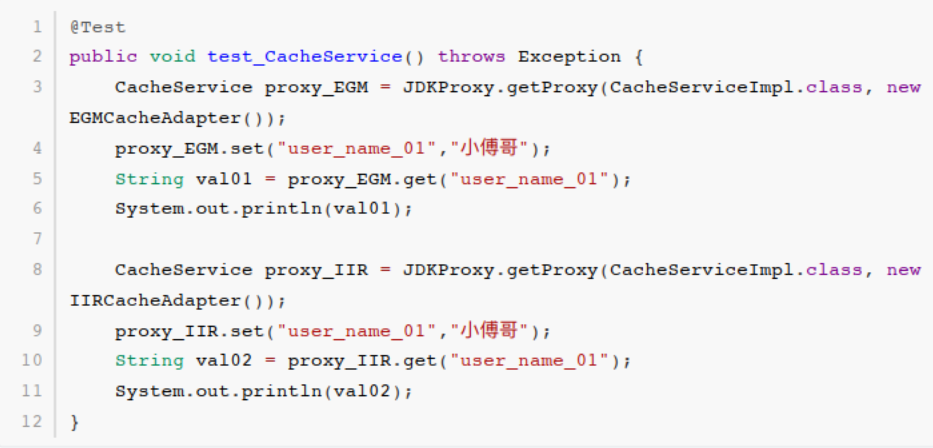 1 @Test
2 public void test_CacheService() throws Exception {
3     CacheService proxy_EGM = JDKProxy.getProxy(CacheServiceImpl.class, new
EGMCacheAdapter());
4     proxy_EGM.set("user_name_01","小傅哥");
5     String val01 = proxy_EGM.get("user_name_01");
6     System.out.println(val01);
7
8     CacheService proxy_IIR = JDKProxy.getProxy(CacheServiceImpl.class, new
IIRCacheAdapter());
9     proxy_IIR.set("user_name_01","小傅哥");
10     String val02 = proxy_IIR.get("user_name_01");
11     System.out.println(val02);
12 }